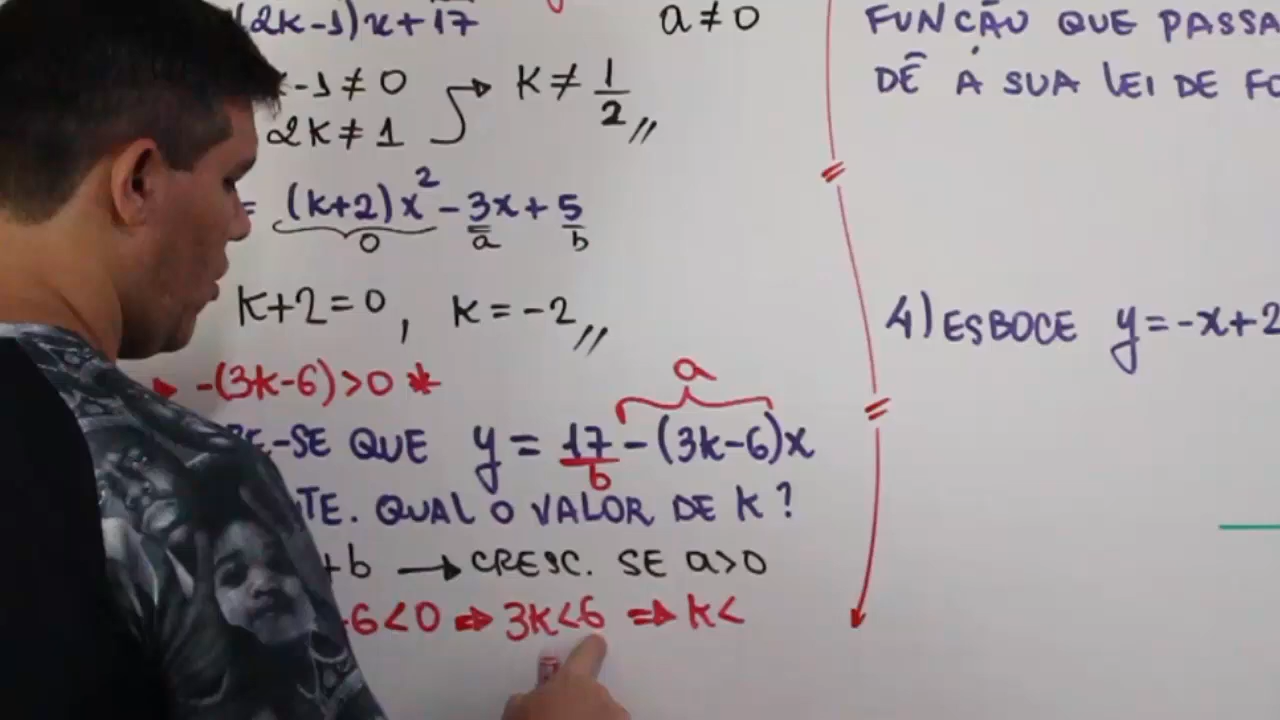 (2k-1)x+17
a≠0
k-1≠0 → k≠1/2,,
2k≠1
= (k+2)x²-3x+5
0 a b
k+2=0, k=-2,,
-(3k-6)>0 *
a
-SE QUE y=17-(3k-6)x
b
TE. QUAL O VALOR DE K?
+b → CRESC. SE a>0
-6<0 ⇒ 3k<6 ⇒ k<
FUNCÃO QUE PASSA
DÊ A SUA LEI DE FO
4) ESBOCE y=-x+2